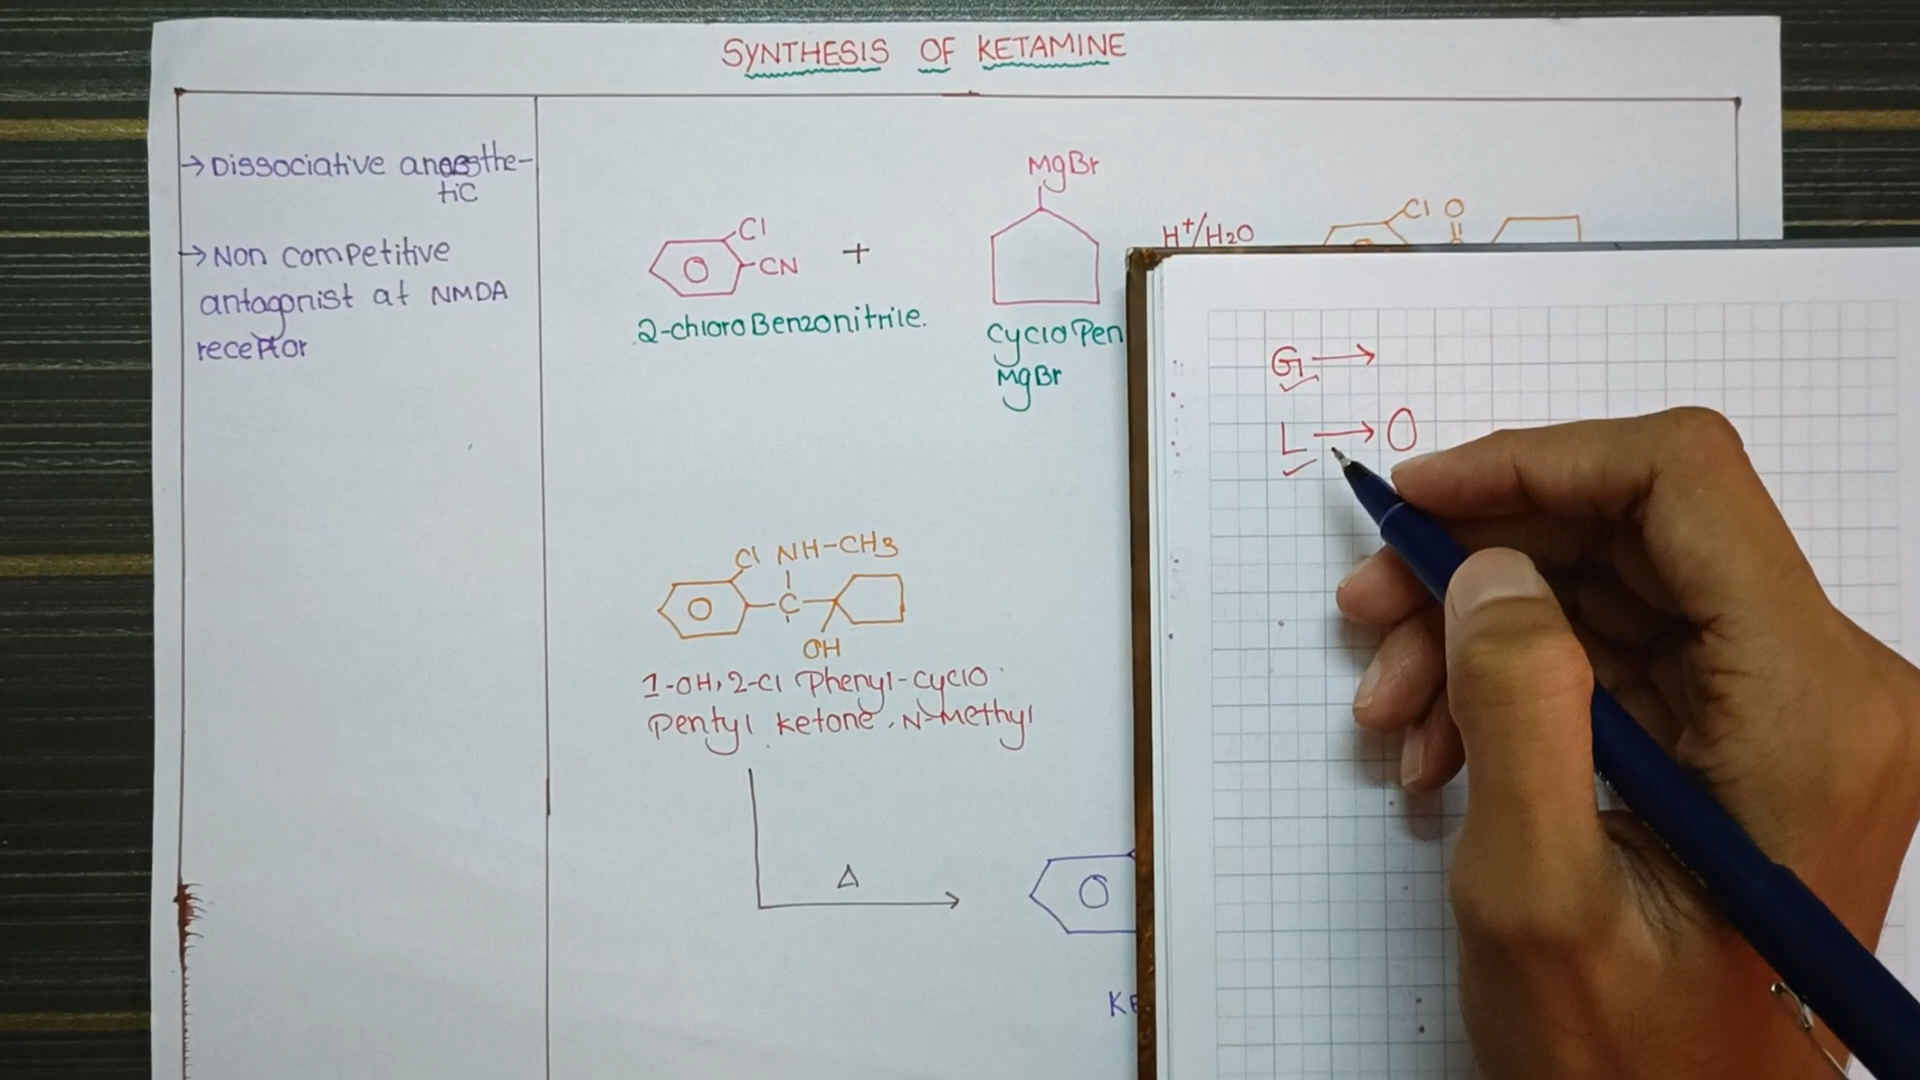 SYNTHESIS OF KETAMINE
→ Dissociative anaesthe-
tic
→ Non competitive
antagonist at NMDA
receptor
Cl
CN
+
2-chloro Benzonitrile.
MgBr
Cyclo Pen
MgBr
H⁺/H₂O
Cl O
G →
L → O
Cl NH-CH3
C
OH
1-OH, 2-Cl Phenyl-cyclo
Pentyl ketone, N-methyl
Δ
KE